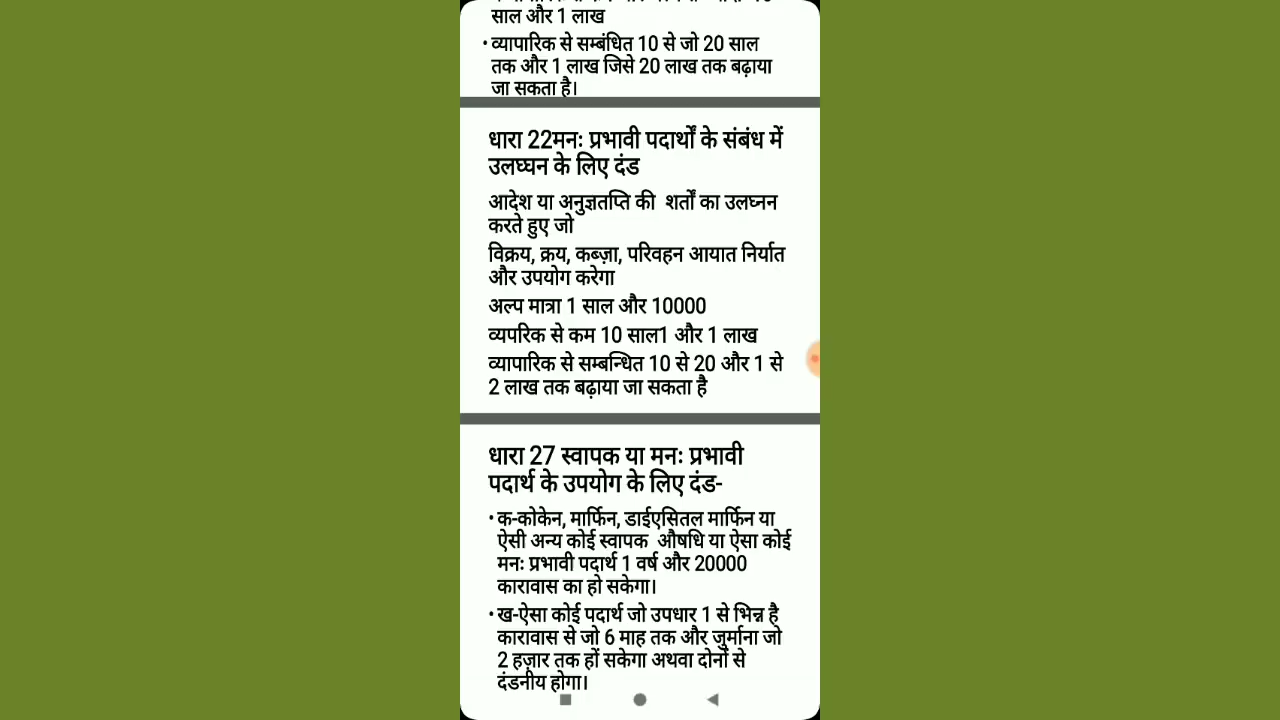 साल और 1 लाख
• व्यापारिक से सम्बंधित 10 से जो 20 साल
तक और 1 लाख जिसे 20 लाख तक बढ़ाया
जा सकता है।
धारा 22मनः प्रभावी पदार्थों के संबंध में
उलघ्घन के लिए दंड
आदेश या अनुज्ञतप्ति की शर्तों का उलघ्नन
करते हुए जो
विक्रय, क्रय, कब्ज़ा, परिवहन आयात निर्यात
और उपयोग करेगा
अल्प मात्रा 1 साल और 10000
व्यपरिक से कम 10 साल1 और 1 लाख
व्यापारिक से सम्बन्धित 10 से 20 और 1 से
2 लाख तक बढ़ाया जा सकता है
धारा 27 स्वापक या मनः प्रभावी
पदार्थ के उपयोग के लिए दंड-
• क-कोकेन, मार्फिन, डाईएसितल मार्फिन या
ऐसी अन्य कोई स्वापक औषधि या ऐसा कोई
मनः प्रभावी पदार्थ 1 वर्ष और 20000
कारावास का हो सकेगा।
• ख-ऐसा कोई पदार्थ जो उपधार 1 से भिन्न है
कारावास से जो 6 माह तक और जुर्माना जो
2 हज़ार तक हों सकेगा अथवा दोनों से
दंडनीय होगा।